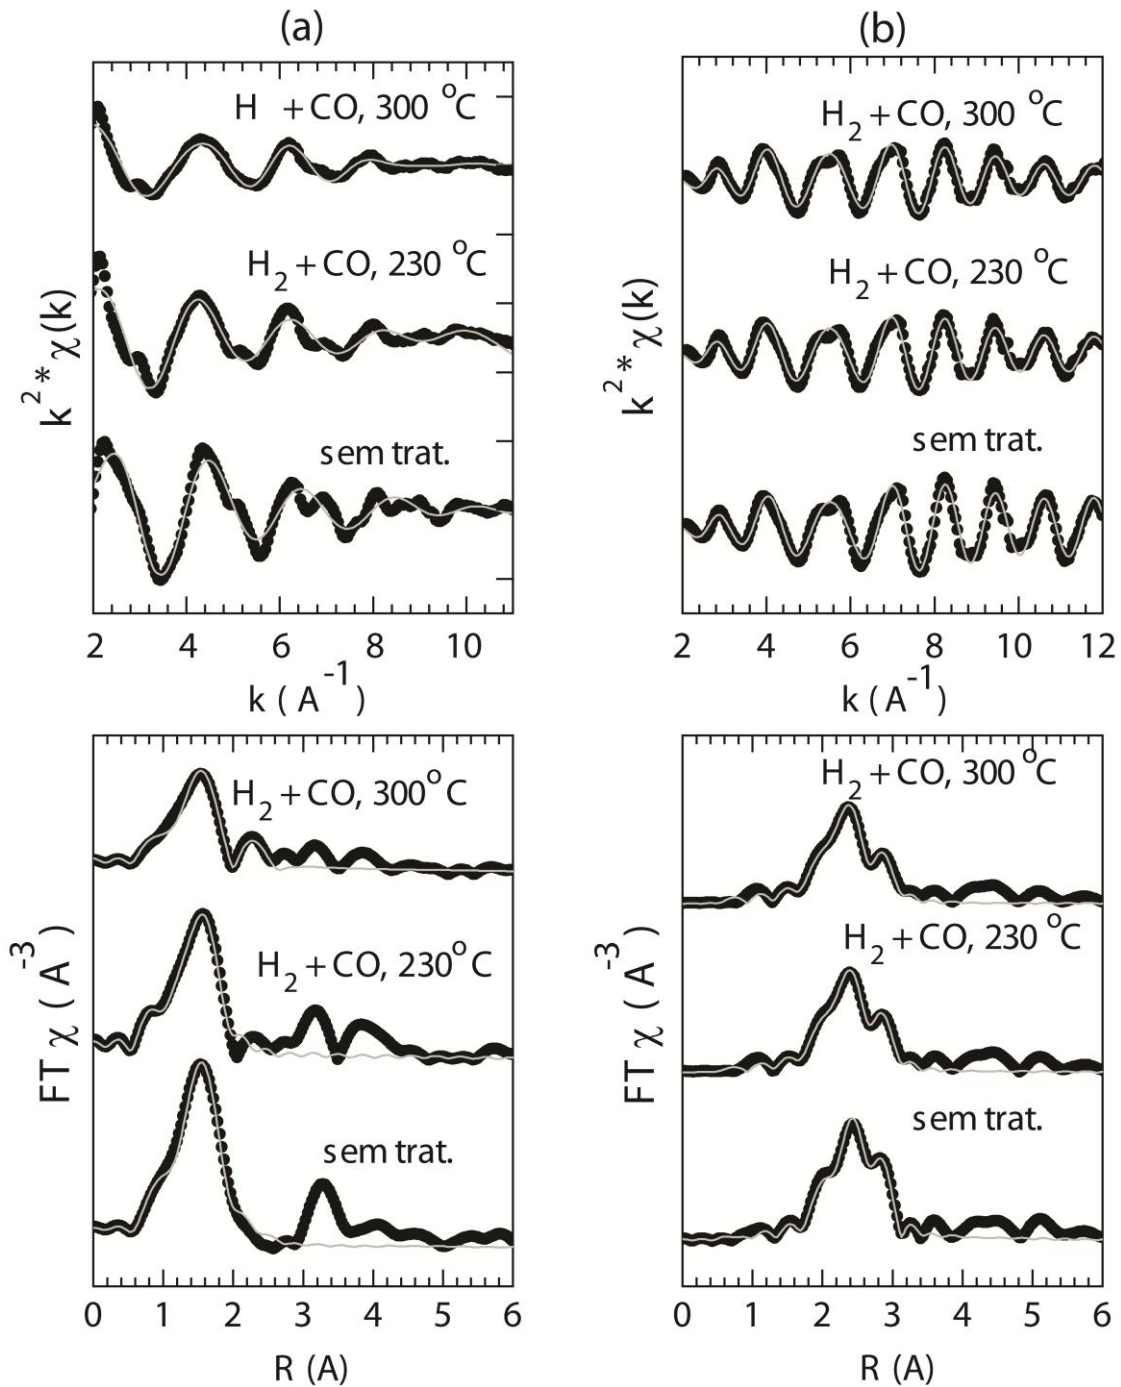 (a)
H + CO, 300 °C
H2 + CO, 230 °C
sem trat.
k2 * χ(k)
2 4 6 8 10
k ( A-1)
(b)
H2 + CO, 300 °C
H2 + CO, 230 °C
sem trat.
k2 * χ(k)
2 4 6 8 10 12
k ( A-1)
H2 + CO, 300°C
H2 + CO, 230°C
sem trat.
FT χ ( A-3)
0 1 2 3 4 5 6
R (A)
H2 + CO, 300 °C
H2 + CO, 230 °C
sem trat.
FT χ ( A-3)
0 1 2 3 4 5 6
R (A)